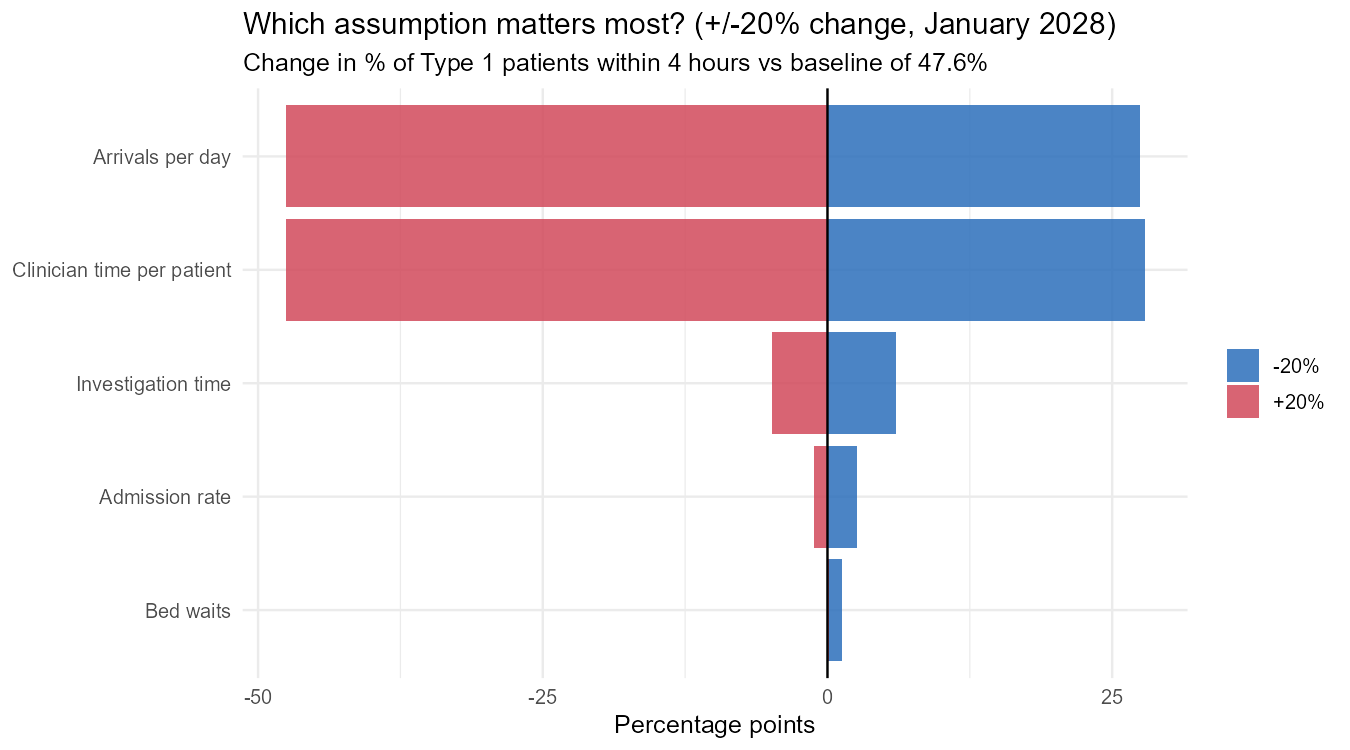 Which assumption matters most? (+/-20% change, January 2028)
Change in % of Type 1 patients within 4 hours vs baseline of 47.6%
Arrivals per day
Clinician time per patient
Investigation time
Admission rate
Bed waits
-20%
+20%
-50 -25 0 25
Percentage points